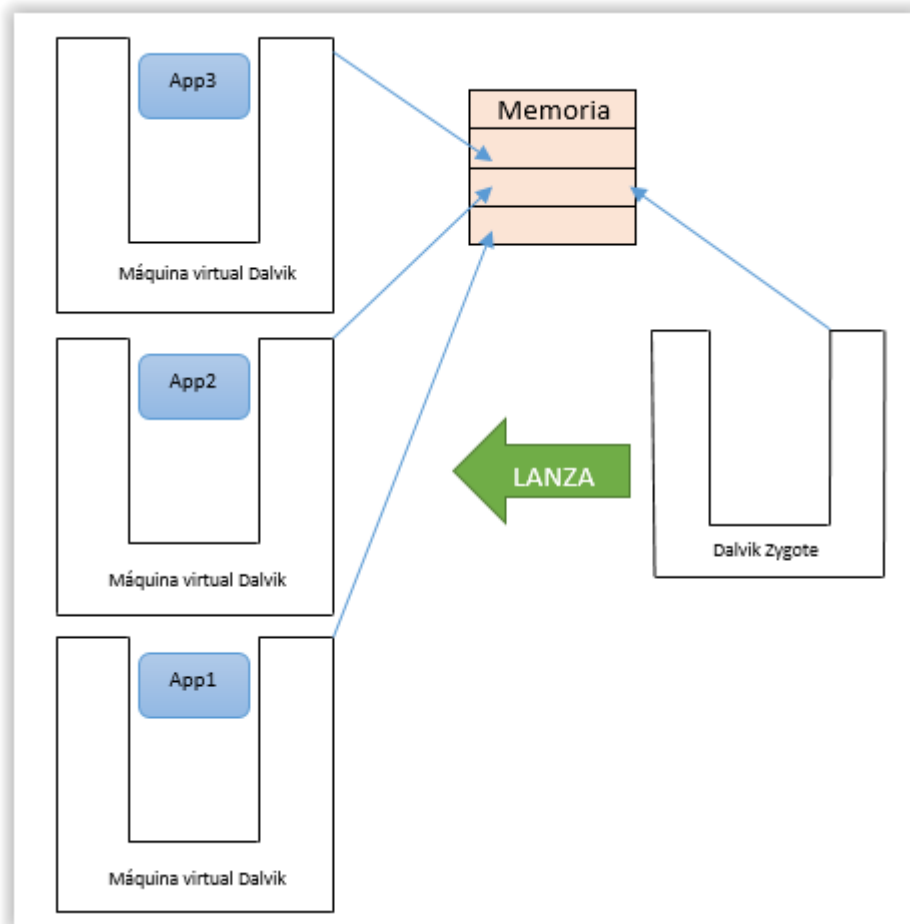 App3
Memoria
Máquina virtual Dalvik
App2
LANZA
Dalvik Zygote
Máquina virtual Dalvik
App1
Máquina virtual Dalvik